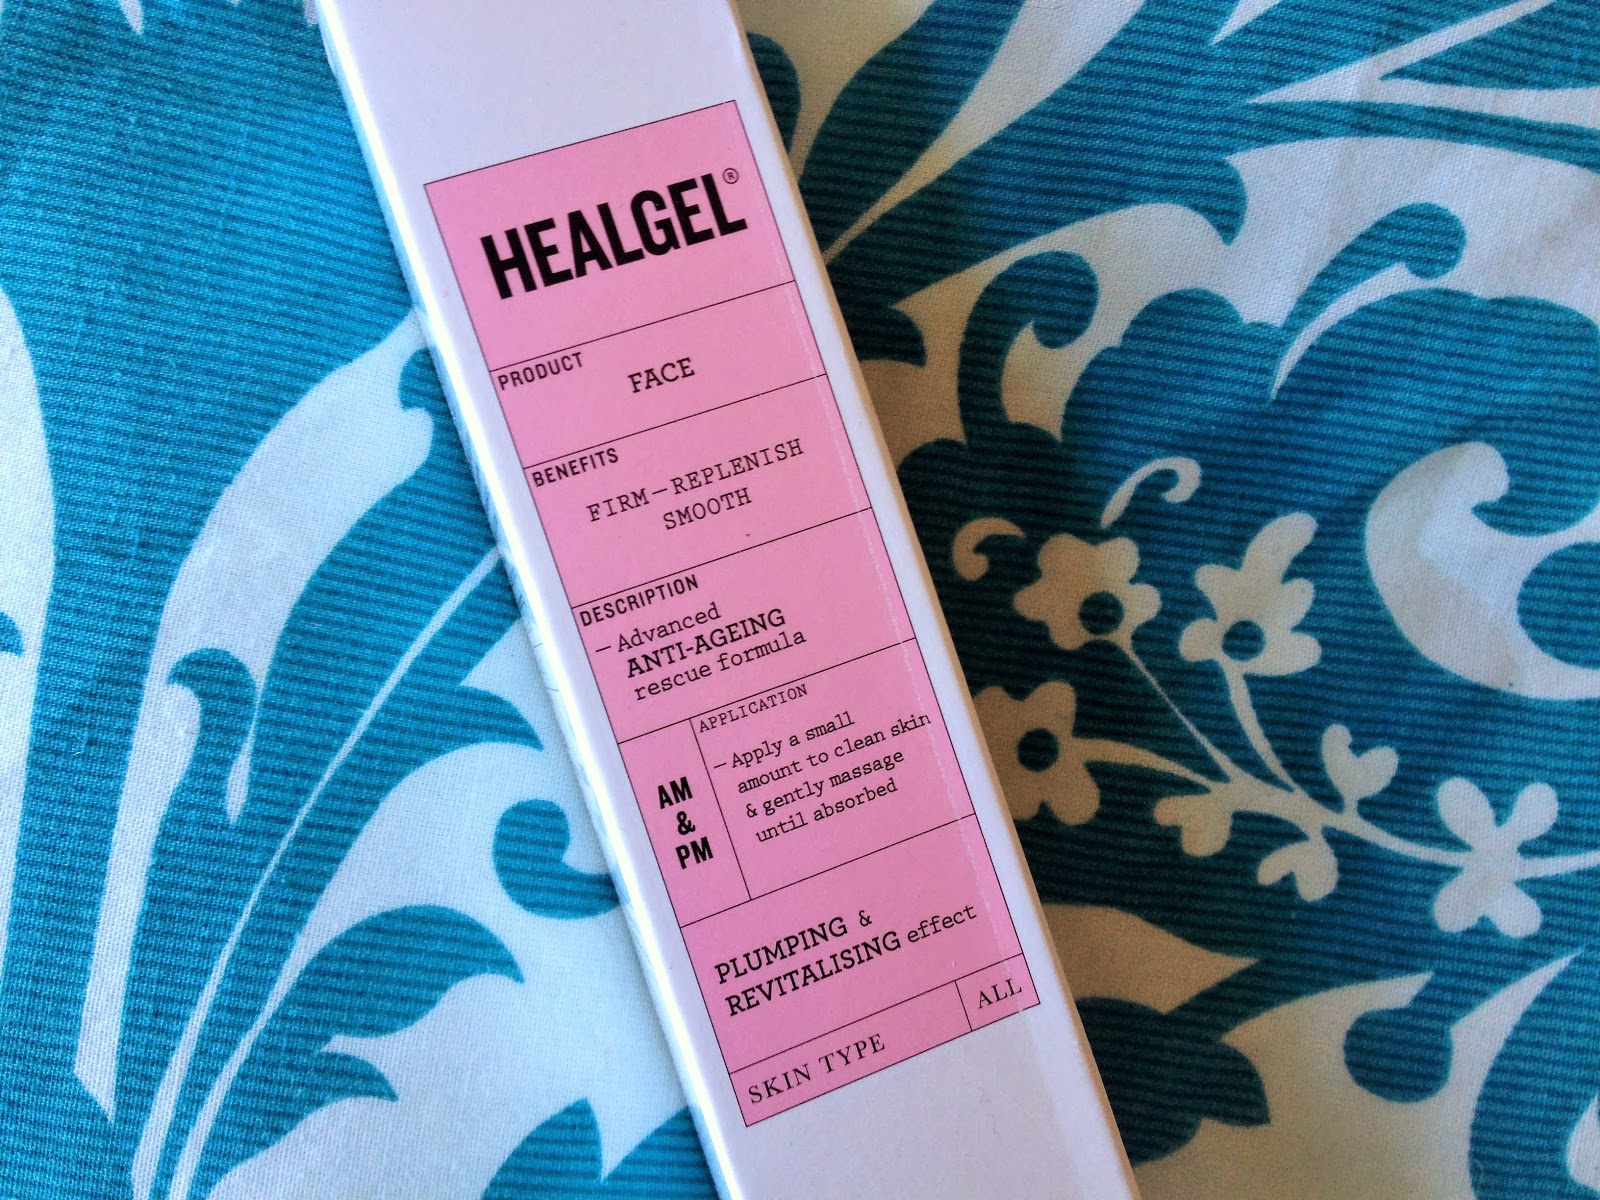 HEALGEL®
PRODUCT
FACE
BENEFITS
FIRM — REPLENISH
SMOOTH
DESCRIPTION
— Advanced
ANTI-AGEING
rescue formula
AM
&
PM
APPLICATION
— Apply a small
amount to clean skin
& gently massage
until absorbed
PLUMPING &
REVITALISING effect
SKIN TYPE
ALL